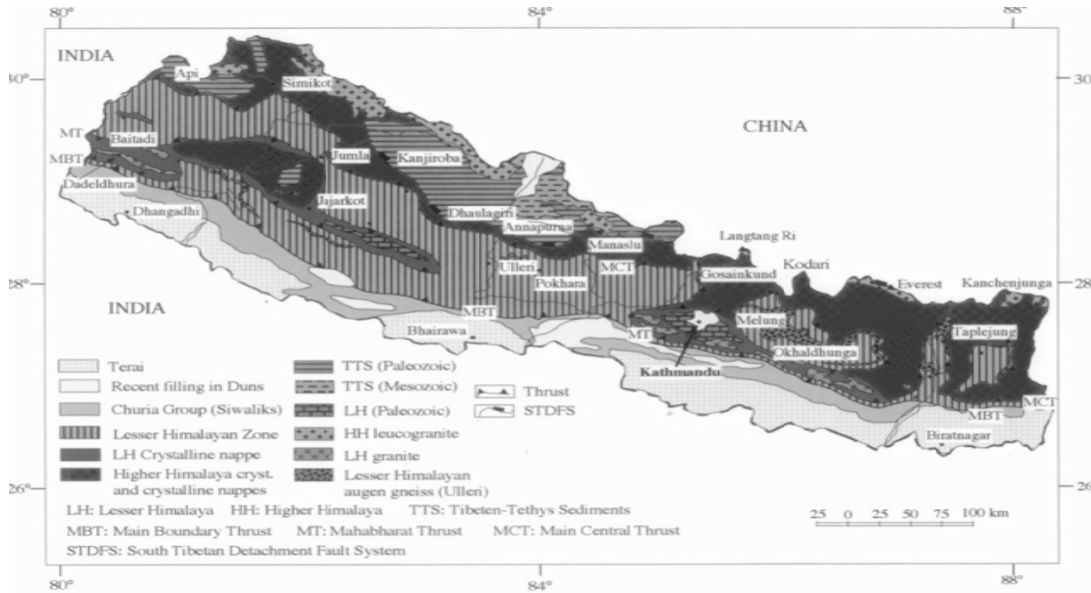 80° 84° 88°
INDIA
Api
30°
Simikot
30
CHINA
MT
Baitadi
MBT
Jumla
Kanjiroba
Dadeldhura
Jajarkot
Dhangadhi
Dhaulagiri
Annapurna
Langtang Ri
Manaslu
Ulleri
MCT
Gosainkund
Kodari
28°
Pokhara
Everest
Kanchenjunga
28
INDIA
MBT
Melung
Bhairawa
MT
Taplejung
Okhaldhunga
Kathmandu
MCT
MBT
Biratnagar
Terai
Recent filling in Duns
Churia Group (Siwaliks)
Lesser Himalayan Zone
LH Crystalline nappe
Higher Himalaya cryst.
and crystalline nappes
TTS (Paleozoic)
TTS (Mesozoic)
LH (Paleozoic)
HH leucogranite
LH granite
Lesser Himalayan
augen gneiss (Ulleri)
Thrust
STDFS
26°
26
LH: Lesser Himalaya HH: Higher Himalaya TTS: Tibeten-Tethys Sediments
MBT: Main Boundary Thrust MT: Mahabharat Thrust MCT: Main Central Thrust
STDFS: South Tibetan Detachment Fault System
25 0 25 50 75 100 km
80° 84° 88°